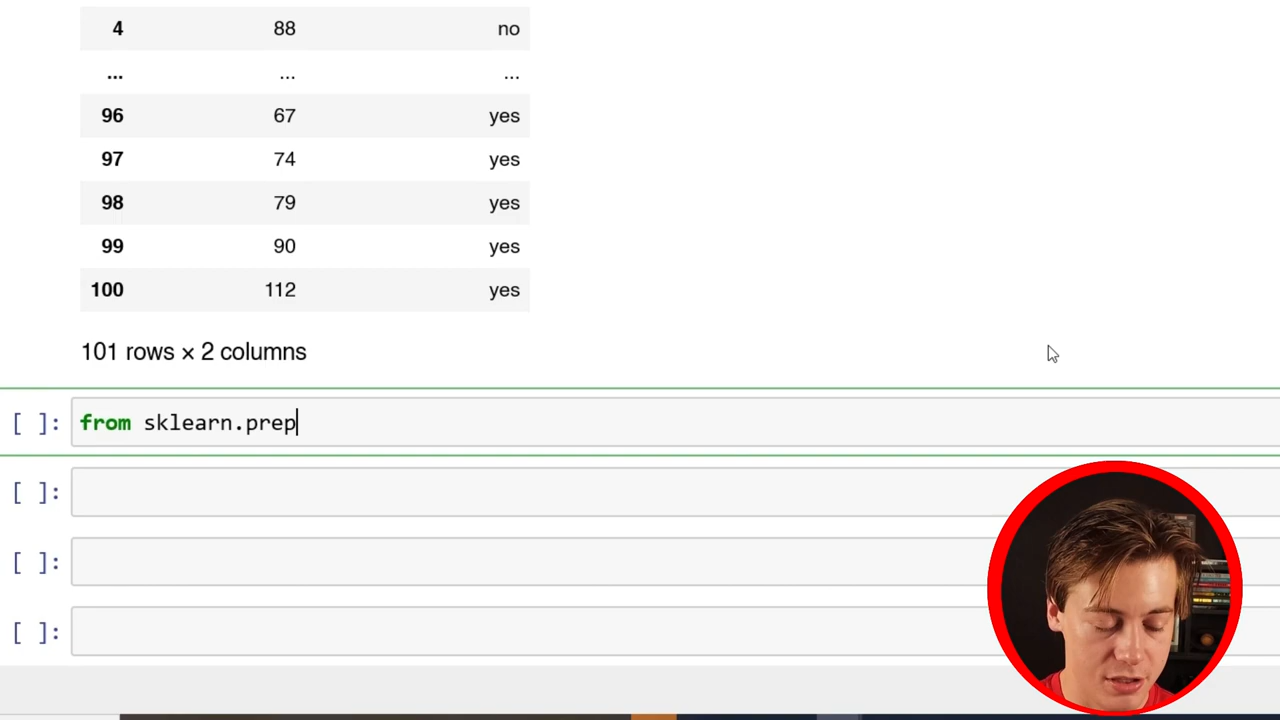 4 88 no
... ... ...
96 67 yes
97 74 yes
98 79 yes
99 90 yes
100 112 yes
101 rows × 2 columns
[ ]: from sklearn.prep
[ ]:
[ ]:
[ ]: